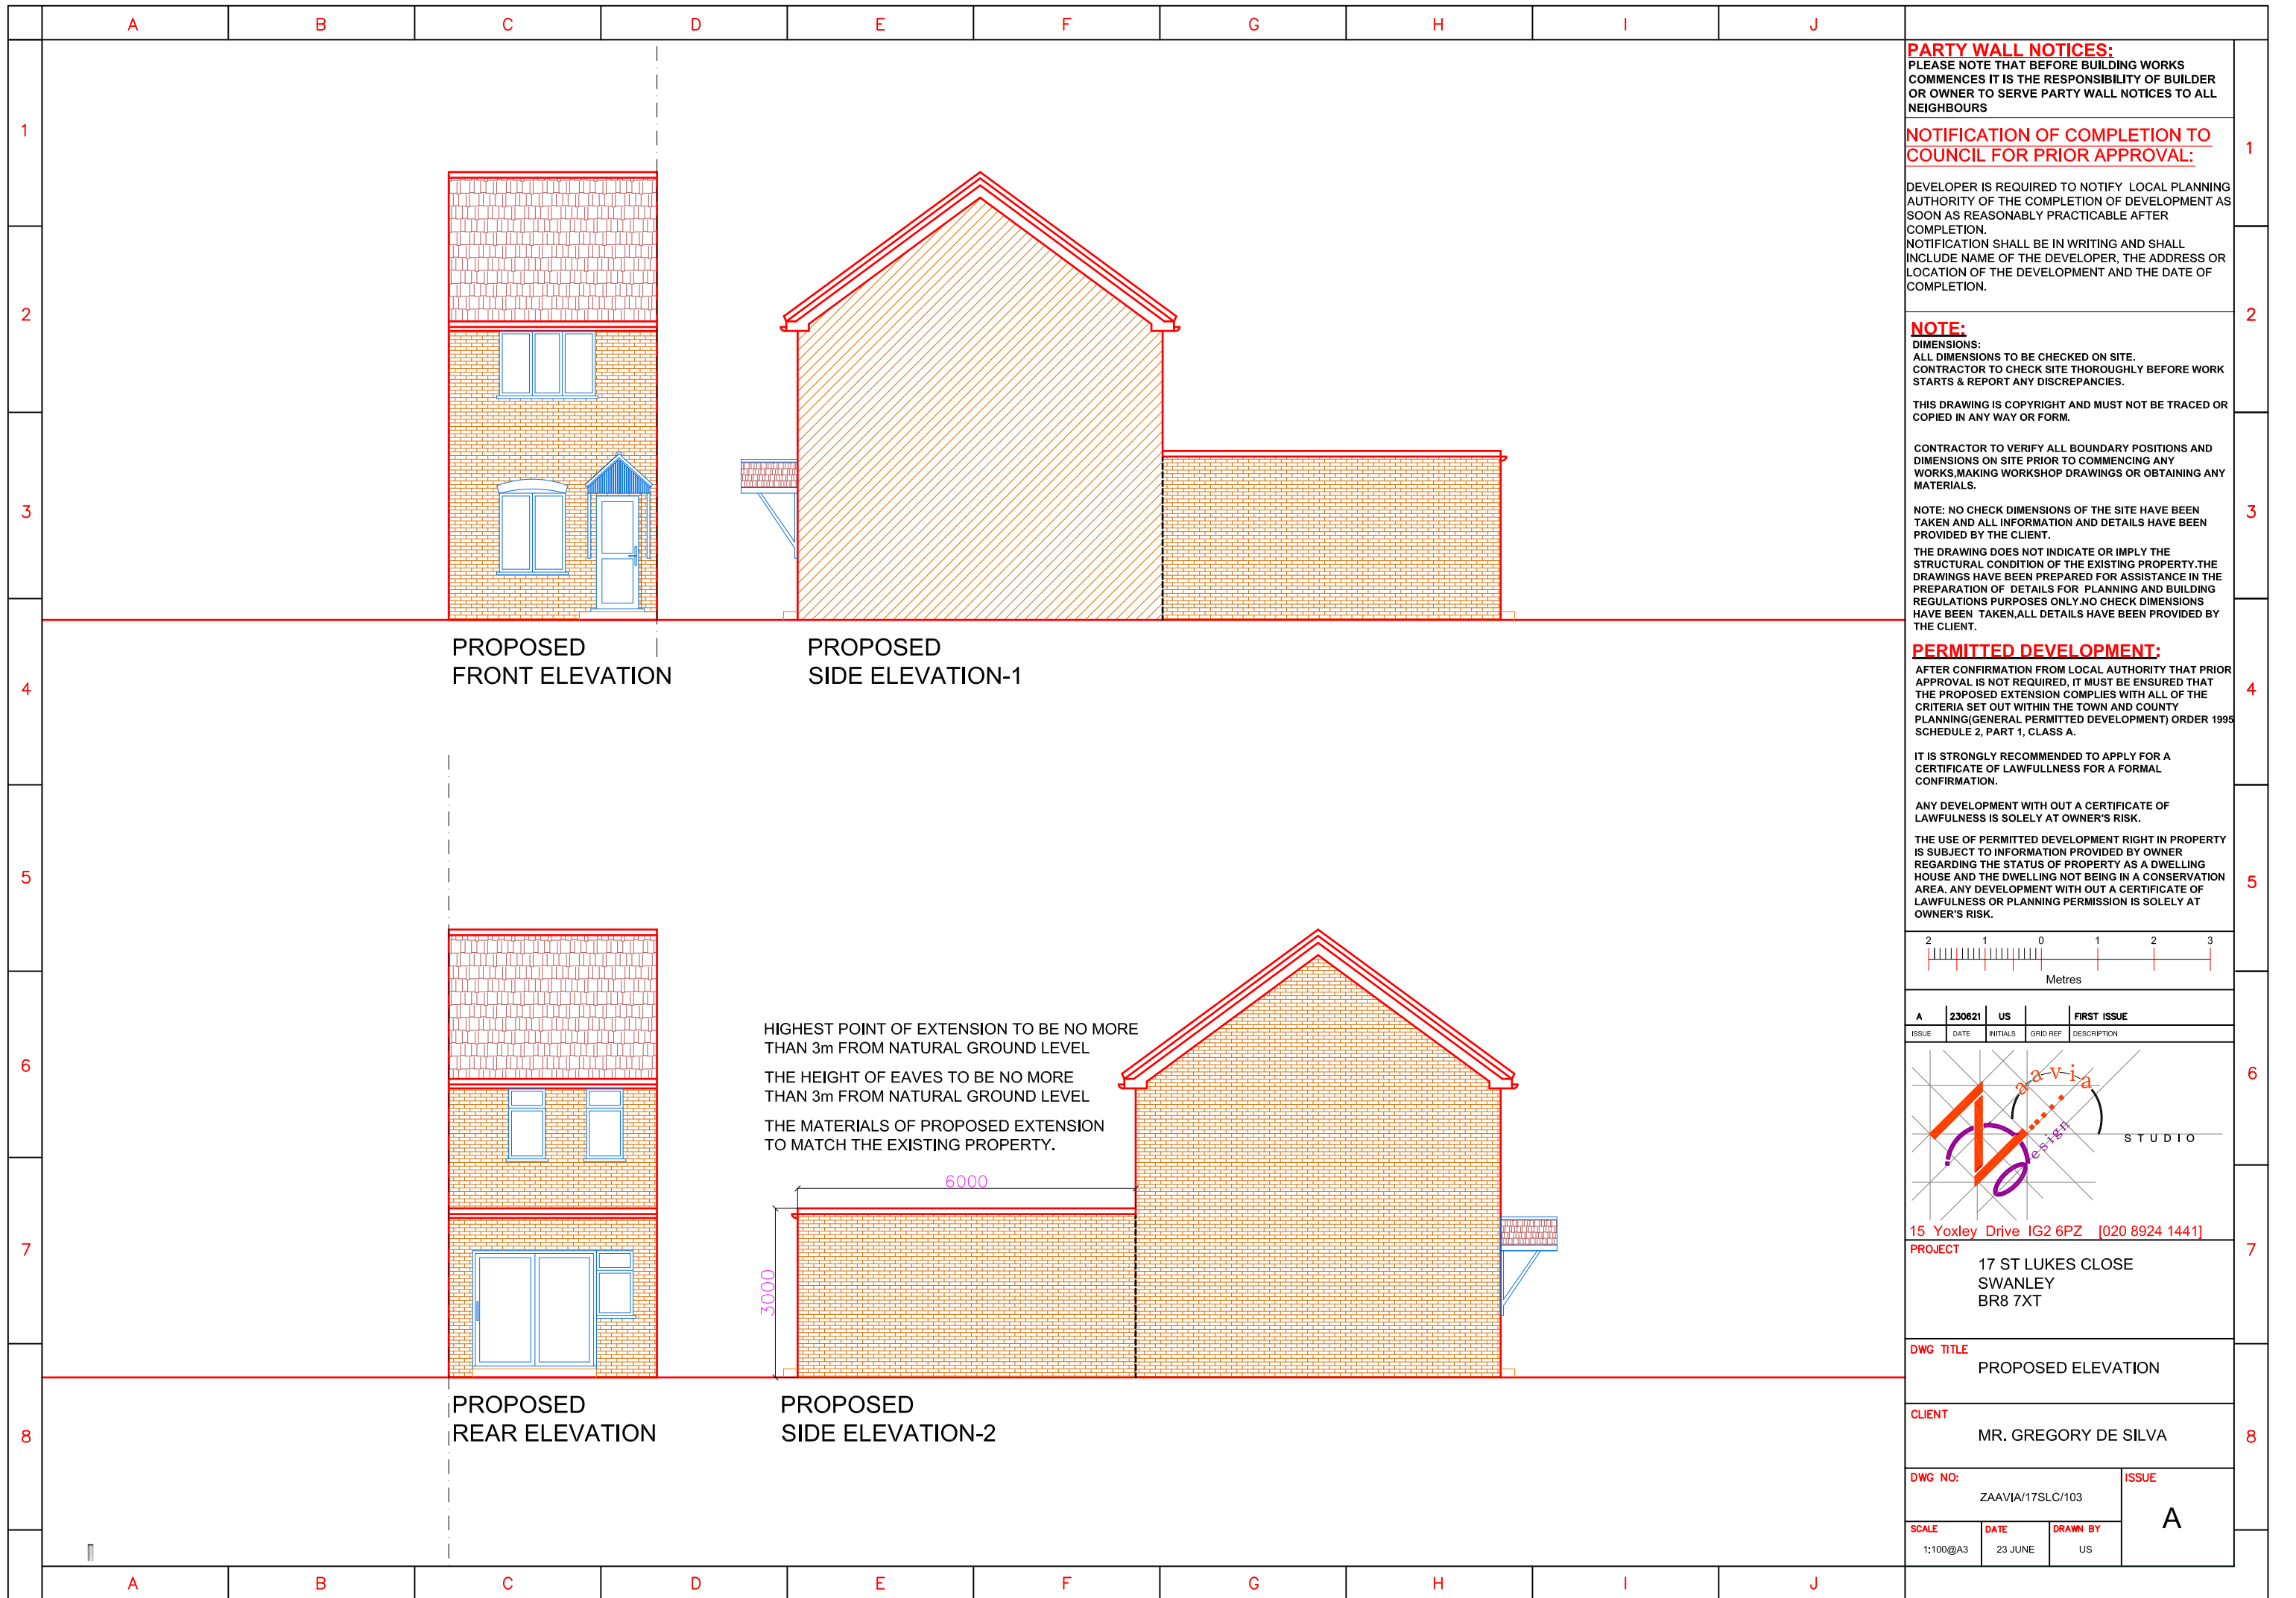 A B C D E F G H I J
1
2
3
4
5
6
7
8
PROPOSED
FRONT ELEVATION
PROPOSED
SIDE ELEVATION-1
HIGHEST POINT OF EXTENSION TO BE NO MORE
THAN 3m FROM NATURAL GROUND LEVEL
THE HEIGHT OF EAVES TO BE NO MORE
THAN 3m FROM NATURAL GROUND LEVEL
THE MATERIALS OF PROPOSED EXTENSION
TO MATCH THE EXISTING PROPERTY.
6000
3000
PROPOSED
REAR ELEVATION
PROPOSED
SIDE ELEVATION-2
A B C D E F G H I J
PARTY WALL NOTICES:
PLEASE NOTE THAT BEFORE BUILDING WORKS
COMMENCES IT IS THE RESPONSIBILITY OF BUILDER
OR OWNER TO SERVE PARTY WALL NOTICES TO ALL
NEIGHBOURS
NOTIFICATION OF COMPLETION TO
COUNCIL FOR PRIOR APPROVAL:
DEVELOPER IS REQUIRED TO NOTIFY LOCAL PLANNING
AUTHORITY OF THE COMPLETION OF DEVELOPMENT AS
SOON AS REASONABLY PRACTICABLE AFTER
COMPLETION.
NOTIFICATION SHALL BE IN WRITING AND SHALL
INCLUDE NAME OF THE DEVELOPER, THE ADDRESS OR
LOCATION OF THE DEVELOPMENT AND THE DATE OF
COMPLETION.
NOTE:
DIMENSIONS:
ALL DIMENSIONS TO BE CHECKED ON SITE.
CONTRACTOR TO CHECK SITE THOROUGHLY BEFORE WORK
STARTS & REPORT ANY DISCREPANCIES.
THIS DRAWING IS COPYRIGHT AND MUST NOT BE TRACED OR
COPIED IN ANY WAY OR FORM.
CONTRACTOR TO VERIFY ALL BOUNDARY POSITIONS AND
DIMENSIONS ON SITE PRIOR TO COMMENCING ANY
WORKS,MAKING WORKSHOP DRAWINGS OR OBTAINING ANY
MATERIALS.
NOTE: NO CHECK DIMENSIONS OF THE SITE HAVE BEEN
TAKEN AND ALL INFORMATION AND DETAILS HAVE BEEN
PROVIDED BY THE CLIENT.
THE DRAWING DOES NOT INDICATE OR IMPLY THE
STRUCTURAL CONDITION OF THE EXISTING PROPERTY.THE
DRAWINGS HAVE BEEN PREPARED FOR ASSISTANCE IN THE
PREPARATION OF DETAILS FOR PLANNING AND BUILDING
REGULATIONS PURPOSES ONLY.NO CHECK DIMENSIONS
HAVE BEEN TAKEN,ALL DETAILS HAVE BEEN PROVIDED BY
THE CLIENT.
PERMITTED DEVELOPMENT:
AFTER CONFIRMATION FROM LOCAL AUTHORITY THAT PRIOR
APPROVAL IS NOT REQUIRED, IT MUST BE ENSURED THAT
THE PROPOSED EXTENSION COMPLIES WITH ALL OF THE
CRITERIA SET OUT WITHIN THE TOWN AND COUNTY
PLANNING(GENERAL PERMITTED DEVELOPMENT) ORDER 1995
SCHEDULE 2, PART 1, CLASS A.
IT IS STRONGLY RECOMMENDED TO APPLY FOR A
CERTIFICATE OF LAWFULLNESS FOR A FORMAL
CONFIRMATION.
ANY DEVELOPMENT WITH OUT A CERTIFICATE OF
LAWFULNESS IS SOLELY AT OWNER'S RISK.
THE USE OF PERMITTED DEVELOPMENT RIGHT IN PROPERTY
IS SUBJECT TO INFORMATION PROVIDED BY OWNER
REGARDING THE STATUS OF PROPERTY AS A DWELLING
HOUSE AND THE DWELLING NOT BEING IN A CONSERVATION
AREA. ANY DEVELOPMENT WITH OUT A CERTIFICATE OF
LAWFULNESS OR PLANNING PERMISSION IS SOLELY AT
OWNER'S RISK.
2 1 0 1 2 3
Metres
A 230621 US FIRST ISSUE
ISSUE DATE INITIALS GRID REF DESCRIPTION
Zaavia
Design
STUDIO
15 Yoxley Drive IG2 6PZ [020 8924 1441]
PROJECT
17 ST LUKES CLOSE
SWANLEY
BR8 7XT
DWG TITLE
PROPOSED ELEVATION
CLIENT
MR. GREGORY DE SILVA
DWG NO:
ZAAVIA/17SLC/103
ISSUE
A
SCALE
1:100@A3
DATE
23 JUNE
DRAWN BY
US
1
2
3
4
5
6
7
8